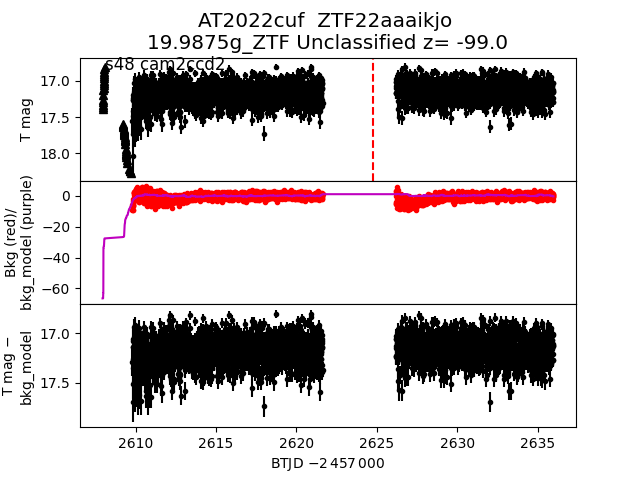 AT2022cuf ZTF22aaaikjo
19.9875g_ZTF Unclassified z= -99.0
s48 cam2ccd2
T mag
17.0
17.5
18.0
Bkg (red)/
bkg_model (purple)
0
−20
−40
−60
T mag −
bkg_model
17.0
17.5
2610 2615 2620 2625 2630 2635
BTJD −2 457 000